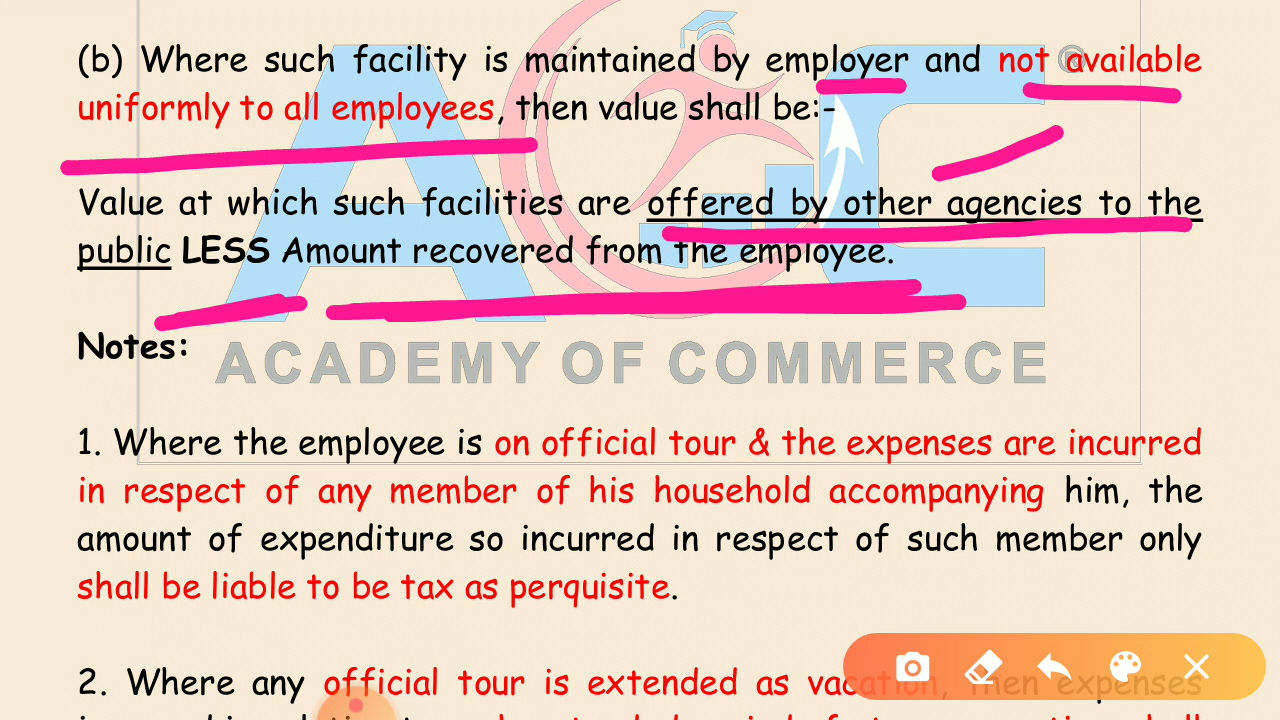 (b) Where such facility is maintained by employer and not available
uniformly to all employees, then value shall be:-
Value at which such facilities are offered by other agencies to the
public LESS Amount recovered from the employee.
Notes:
ACADEMY OF COMMERCE
1. Where the employee is on official tour & the expenses are incurred
in respect of any member of his household accompanying him, the
amount of expenditure so incurred in respect of such member only
shall be liable to be tax as perquisite.
2. Where any official tour is extended as vacation, then expenses